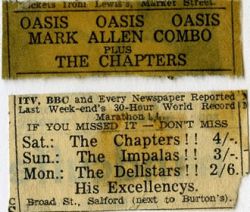 Tickets from Lewis's, Market Street.
OASIS OASIS OASIS
MARK ALLEN COMBO
PLUS
THE CHAPTERS
ITV, BBC and Every Newspaper Reported
Last Week-end's 30-Hour World Record
Marathon!!
IF YOU MISSED IT — DON'T MISS
Sat.: The Chapters!! 4/-.
Sun.: The Impalas!! 3/-.
Mon.: The Dellstars!! 2/6.
His Excellencys.
Broad St., Salford (next to Burton's).